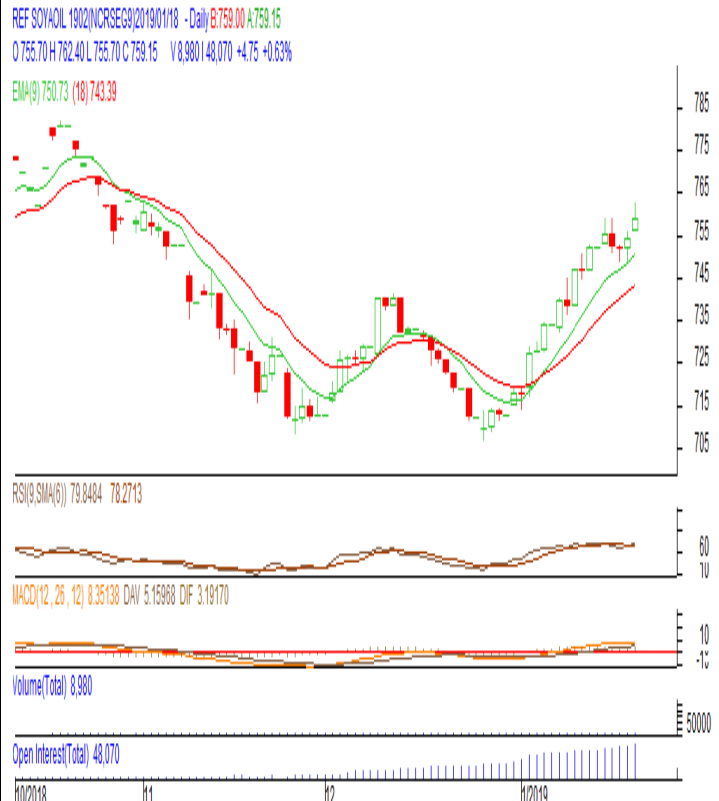 REF SOYAOIL 1902(NCRSEG9)2019/01/18 - Daily B:759.00 A:759.15
O 755.70 H 762.40 L 755.70 C 759.15 V 8,980 I 48,070 +4.75 +0.63%
EMA(9) 750.73 (18) 743.39
785
775
765
755
745
735
725
715
705
RSI(9,SMA(6)) 79.8484 78.2713
60
10
MACD(12 , 26 , 12) 8.35138 DAV 5.15968 DIF 3.19170
10
Volume(Total) 8,980
50000
Open Interest(Total) 48,070
10/2018 11 12 1/2019